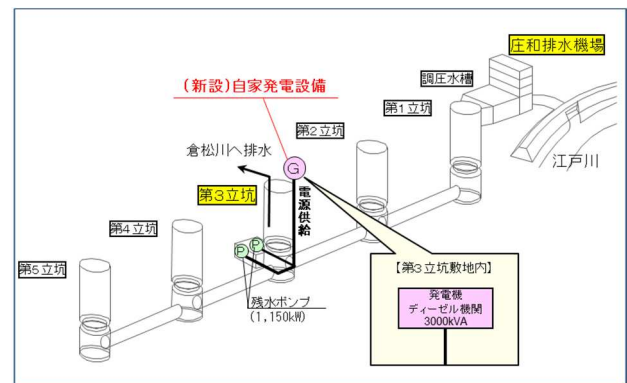 庄和排水機場
調圧水槽
(新設)自家発電設備
第1立坑
第2立坑
江戸川
倉松川へ排水
G
第3立坑
電源供給
第4立坑
P
P
第5立坑
残水ポンプ
(1,150kW)
【第3立坑敷地内】
発電機
ディーゼル機関
3000kVA